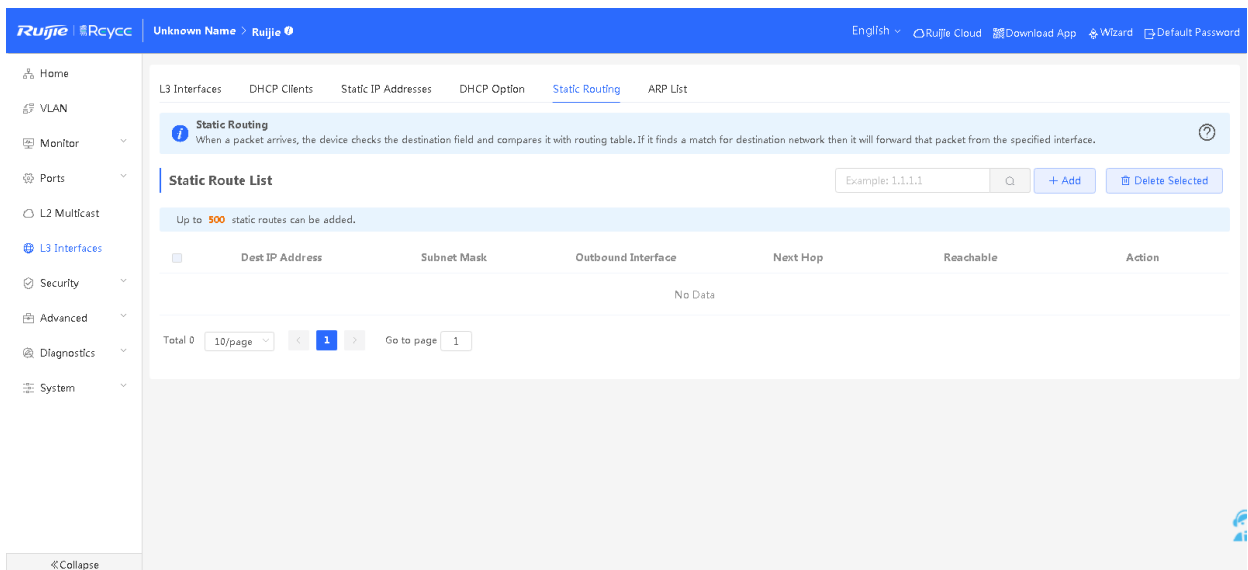 Ruijie | Rcycc
Unknown Name > Ruijie
English
Ruijie Cloud
Download App
Wizard
Default Password
Home
VLAN
Monitor
Ports
L2 Multicast
L3 Interfaces
Security
Advanced
Diagnostics
System
«Collapse
L3 Interfaces DHCP Clients Static IP Addresses DHCP Option Static Routing ARP List
Static Routing
When a packet arrives, the device checks the destination field and compares it with routing table. If it finds a match for destination network then it will forward that packet from the specified interface.
Static Route List
Example: 1.1.1.1
+ Add
Delete Selected
Up to 500 static routes can be added.
Dest IP Address Subnet Mask Outbound Interface Next Hop Reachable Action
No Data
Total 0 10/page < 1 > Go to page 1